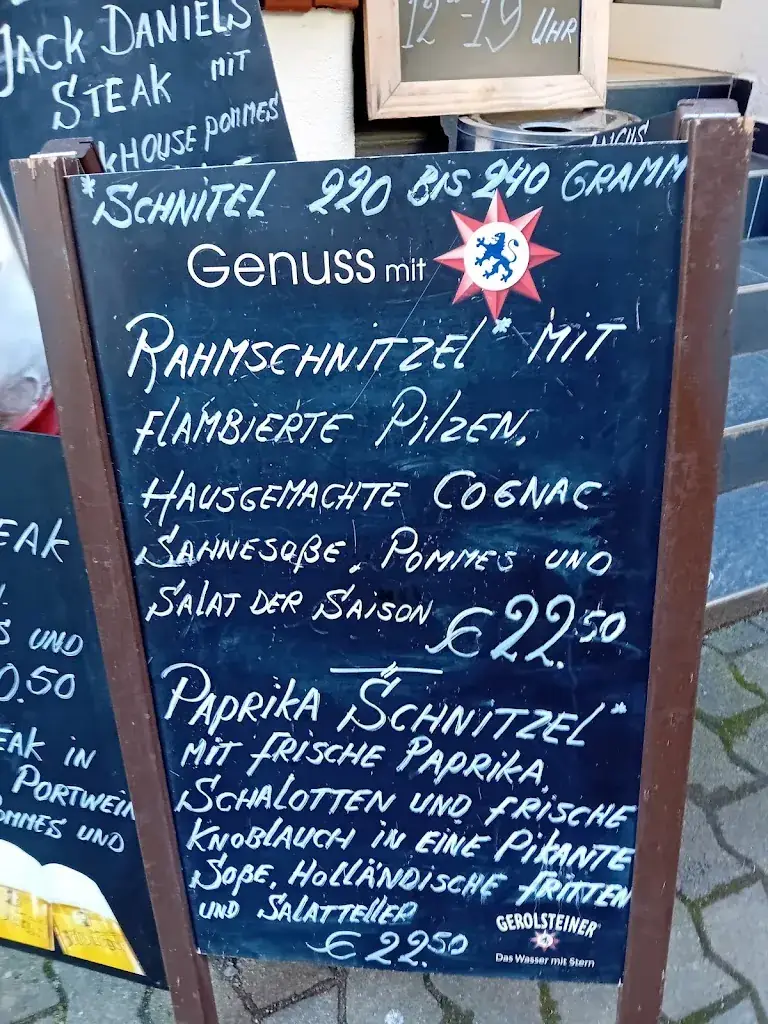 JACK DANIELS
STEAK MIT
KHOUSE POMMES
12⁰⁰-19 UHR
*SCHNITEL 220 BIS 240 GRAMM
Genuss mit
RAHMSCHNITZEL* MIT
FLAMBIERTE PILZEN,
HAUSGEMACHTE COGNAC
SAHNESOßE, POMMES UND
SALAT DER SAISON €22.50
PAPRIKA SCHNITZEL*
MIT FRISCHE PAPRIKA,
SCHALOTTEN UND FRISCHE
KNOBLAUCH IN EINE PIKANTE
SOßE, HOLLÄNDISCHE FRITTEN
UND SALATTELLER
€22.50
GEROLSTEINER
Das Wasser mit Stern
EAK
S UND
0.50
EAK IN
PORTWEIN
OMMES UND